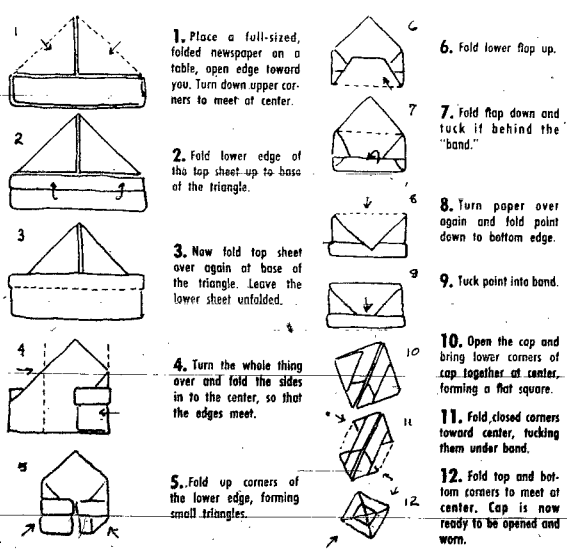 1
1. Place a full-sized,
folded newspaper on a
table, open edge toward
you. Turn down upper cor-
ners to meet at center.
2
2. Fold lower edge of
the top sheet up to base
of the triangle.
3
3. Now fold top sheet
over again at base of
the triangle. Leave the
lower sheet unfolded.
4
4. Turn the whole thing
over and fold the sides
in to the center, so that
the edges meet.
5
5. Fold up corners of
the lower edge, forming
small triangles.
6
6. Fold lower flap up.
7
7. Fold flap down and
tuck it behind the
"band."
8
8. Turn paper over
again and fold point
down to bottom edge.
9
9. Tuck point into band.
10
10. Open the cap and
bring lower corners of
cap together at center,
forming a flat square.
11
11. Fold closed corners
toward center, tucking
them under band.
12
12. Fold top and bot-
tom corners to meet at
center. Cap is now
ready to be opened and
worn.